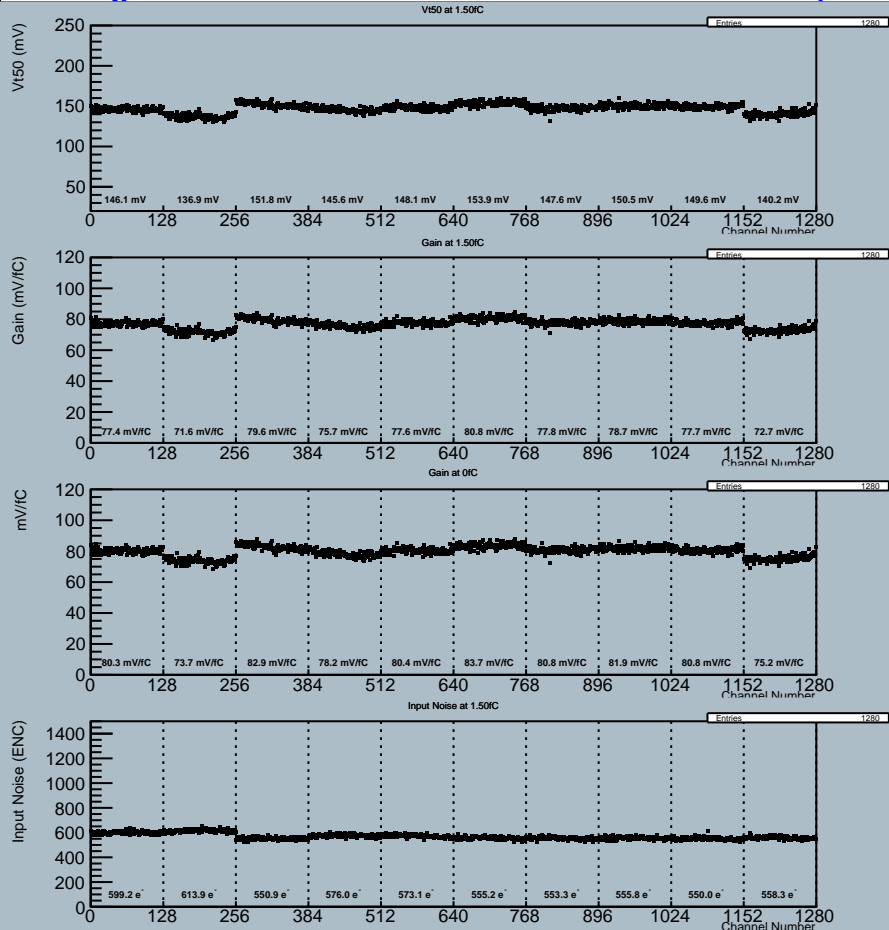 Vt50 at 1.50fC
Entries 1280
Vt50 (mV)
250
200
150
100
50
146.1 mV 136.9 mV 151.8 mV 145.6 mV 148.1 mV 153.9 mV 147.6 mV 150.5 mV 149.6 mV 140.2 mV
0 128 256 384 512 640 768 896 1024 1152 1280
Channel Number
Gain at 1.50fC
Entries 1280
Gain (mV/fC)
120
100
80
60
40
20
0
77.4 mV/fC 71.6 mV/fC 79.6 mV/fC 75.7 mV/fC 77.6 mV/fC 80.8 mV/fC 77.8 mV/fC 78.7 mV/fC 77.7 mV/fC 72.7 mV/fC
0 128 256 384 512 640 768 896 1024 1152 1280
Channel Number
Gain at 0fC
Entries 1280
mV/fC
120
100
80
60
40
20
0
80.3 mV/fC 73.7 mV/fC 82.9 mV/fC 78.2 mV/fC 80.4 mV/fC 83.7 mV/fC 80.8 mV/fC 81.9 mV/fC 80.8 mV/fC 75.2 mV/fC
0 128 256 384 512 640 768 896 1024 1152 1280
Channel Number
Input Noise at 1.50fC
Entries 1280
Input Noise (ENC)
1400
1200
1000
800
600
400
200
0
599.2 e⁻ 613.9 e⁻ 550.9 e⁻ 576.0 e⁻ 573.1 e⁻ 555.2 e⁻ 553.3 e⁻ 555.8 e⁻ 550.0 e⁻ 558.3 e⁻
0 128 256 384 512 640 768 896 1024 1152 1280
Channel Number